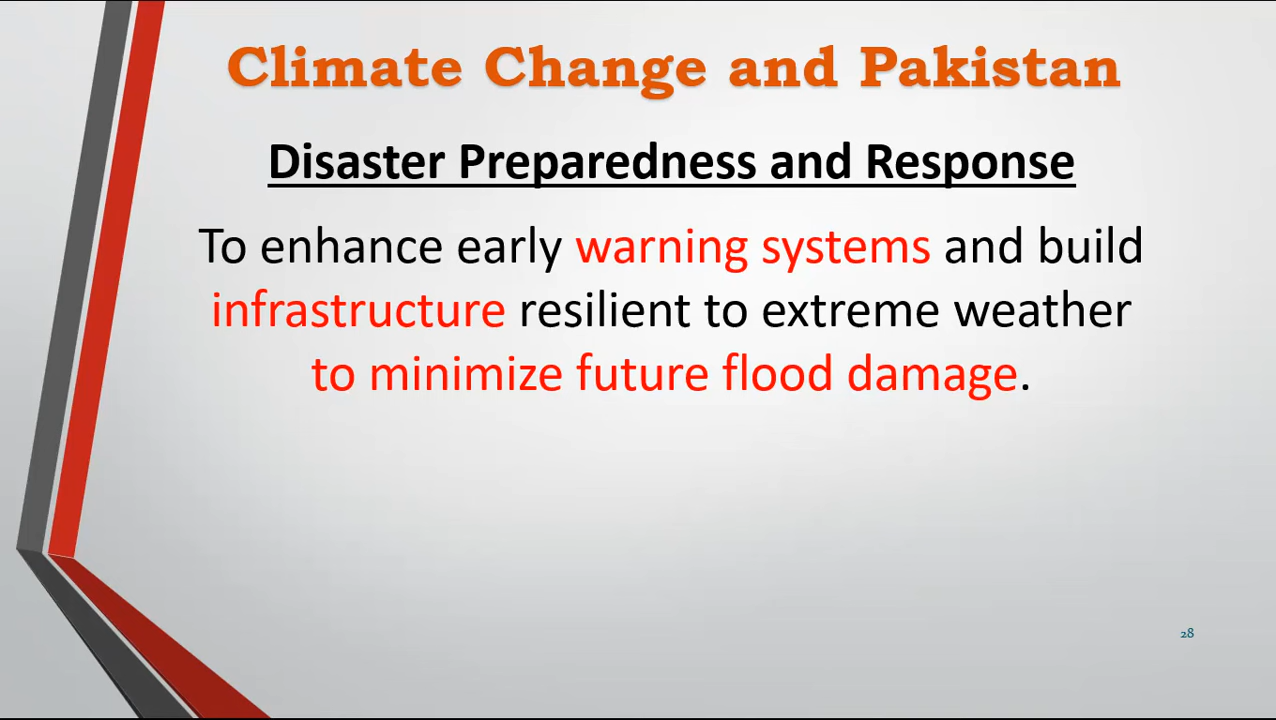 Climate Change and Pakistan
Disaster Preparedness and Response
To enhance early warning systems and build
infrastructure resilient to extreme weather
to minimize future flood damage.
28